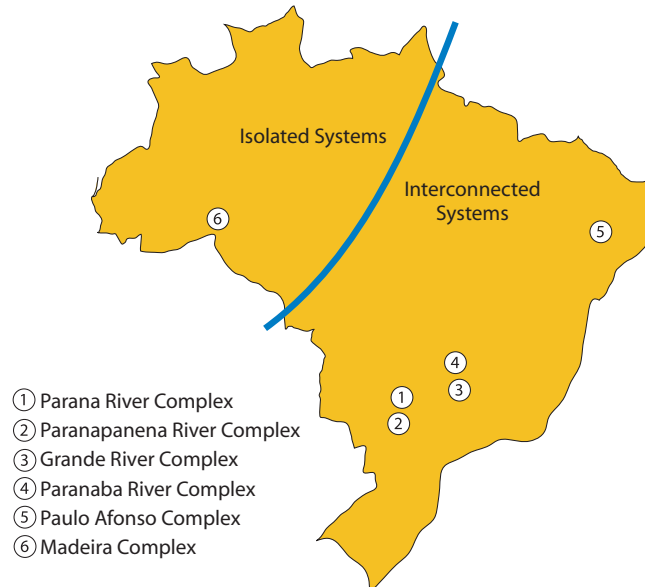 Isolated Systems
Interconnected
Systems
6
5
4
1
3
2
1 Parana River Complex
2 Paranapanena River Complex
3 Grande River Complex
4 Paranaba River Complex
5 Paulo Afonso Complex
6 Madeira Complex